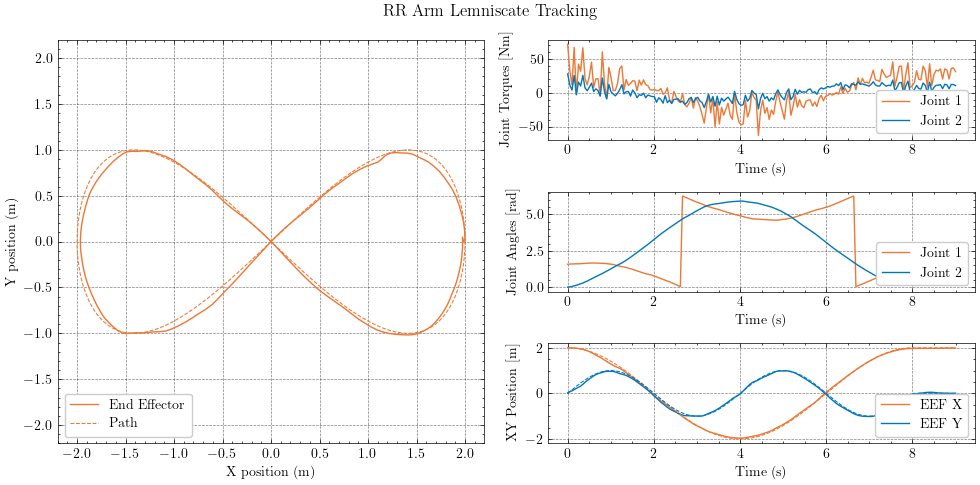 RR Arm Lemniscate Tracking
Y position (m)
2.0
1.5
1.0
0.5
0.0
−0.5
−1.0
−1.5
−2.0
End Effector
Path
−2.0 −1.5 −1.0 −0.5 0.0 0.5 1.0 1.5 2.0
X position (m)
Joint Torques [Nm]
50
0
−50
Joint 1
Joint 2
0 2 4 6 8
Time (s)
Joint Angles [rad]
5.0
2.5
0.0
Joint 1
Joint 2
0 2 4 6 8
Time (s)
XY Position [m]
2
0
−2
EEF X
EEF Y
0 2 4 6 8
Time (s)